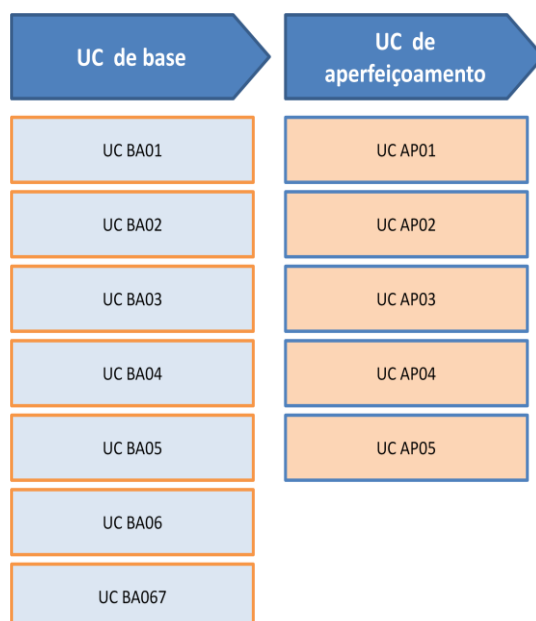 UC de base
UC BA01
UC BA02
UC BA03
UC BA04
UC BA05
UC BA06
UC BA067
UC de
aperfeiçoamento
UC AP01
UC AP02
UC AP03
UC AP04
UC AP05